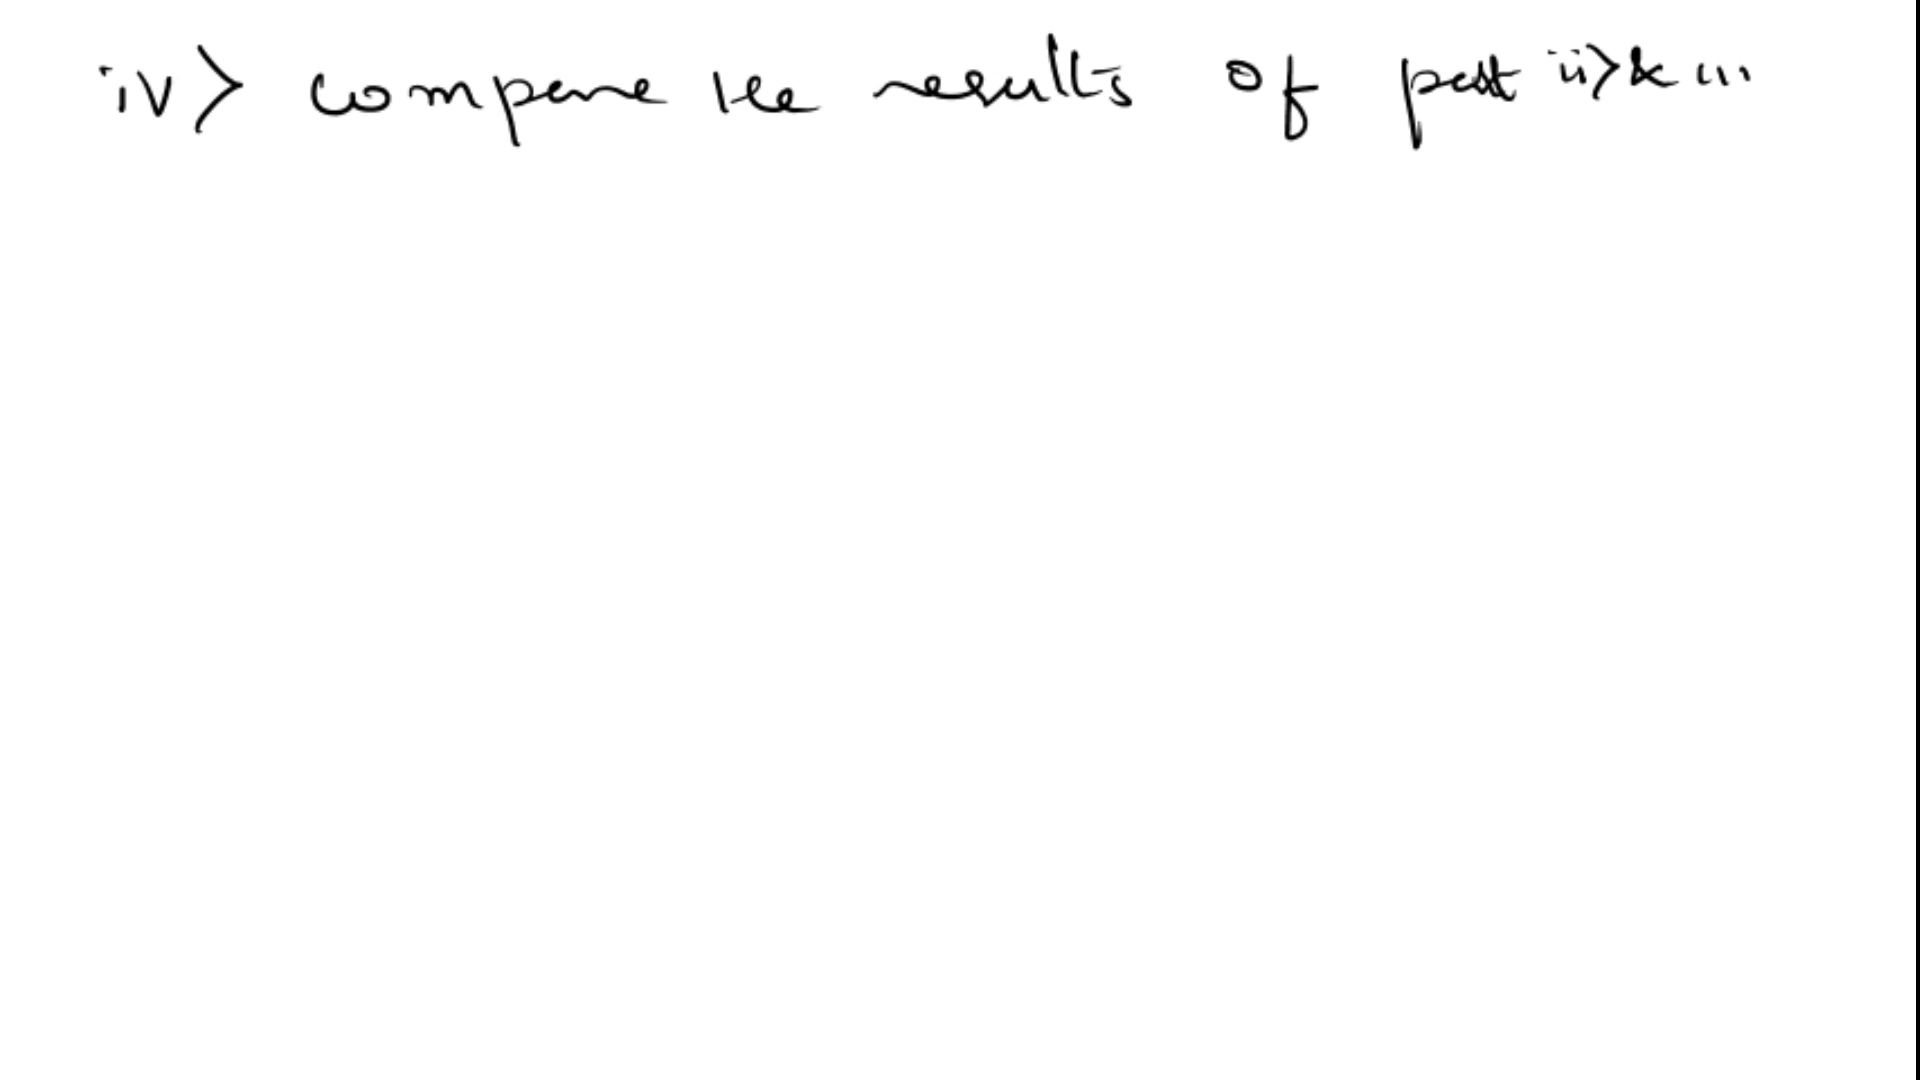 iv> compare the results of part ii> & iii